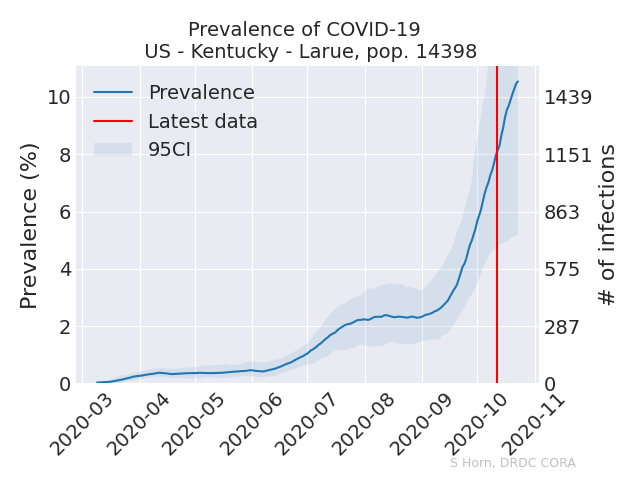 Prevalence of COVID-19
US - Kentucky - Larue, pop. 14398
Prevalence
Latest data
95CI
Prevalence (%)
10
8
6
4
2
0
1439
1151
863
575
287
0
# of infections
2020-03
2020-04
2020-05
2020-06
2020-07
2020-08
2020-09
2020-10
2020-11
S Horn, DRDC CORA